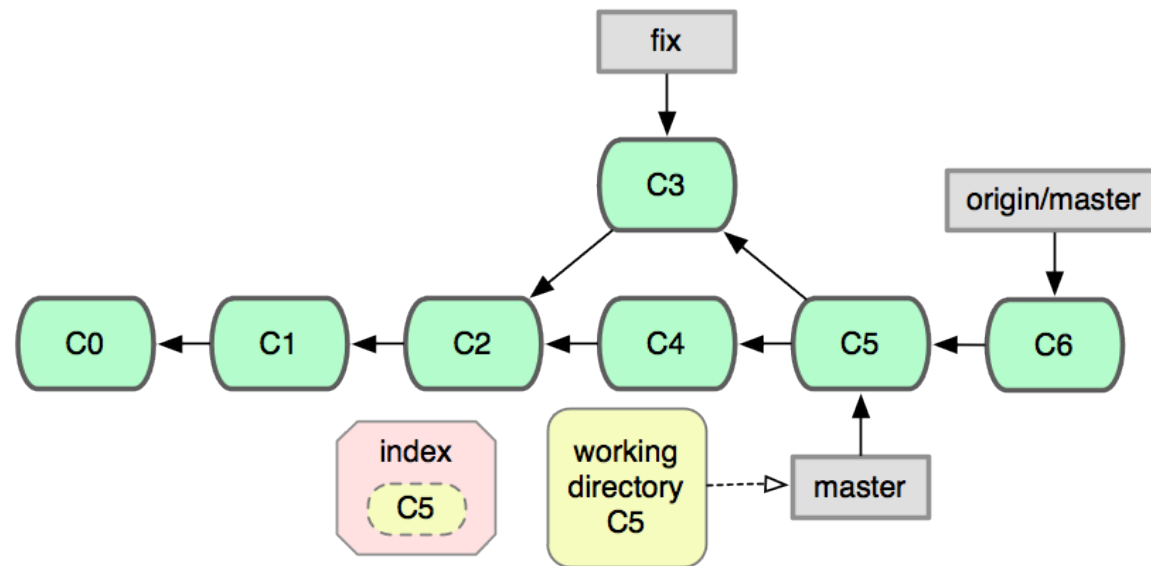 fix
C3
origin/master
C0
C1
C2
C4
C5
C6
index
C5
working
directory
C5
master